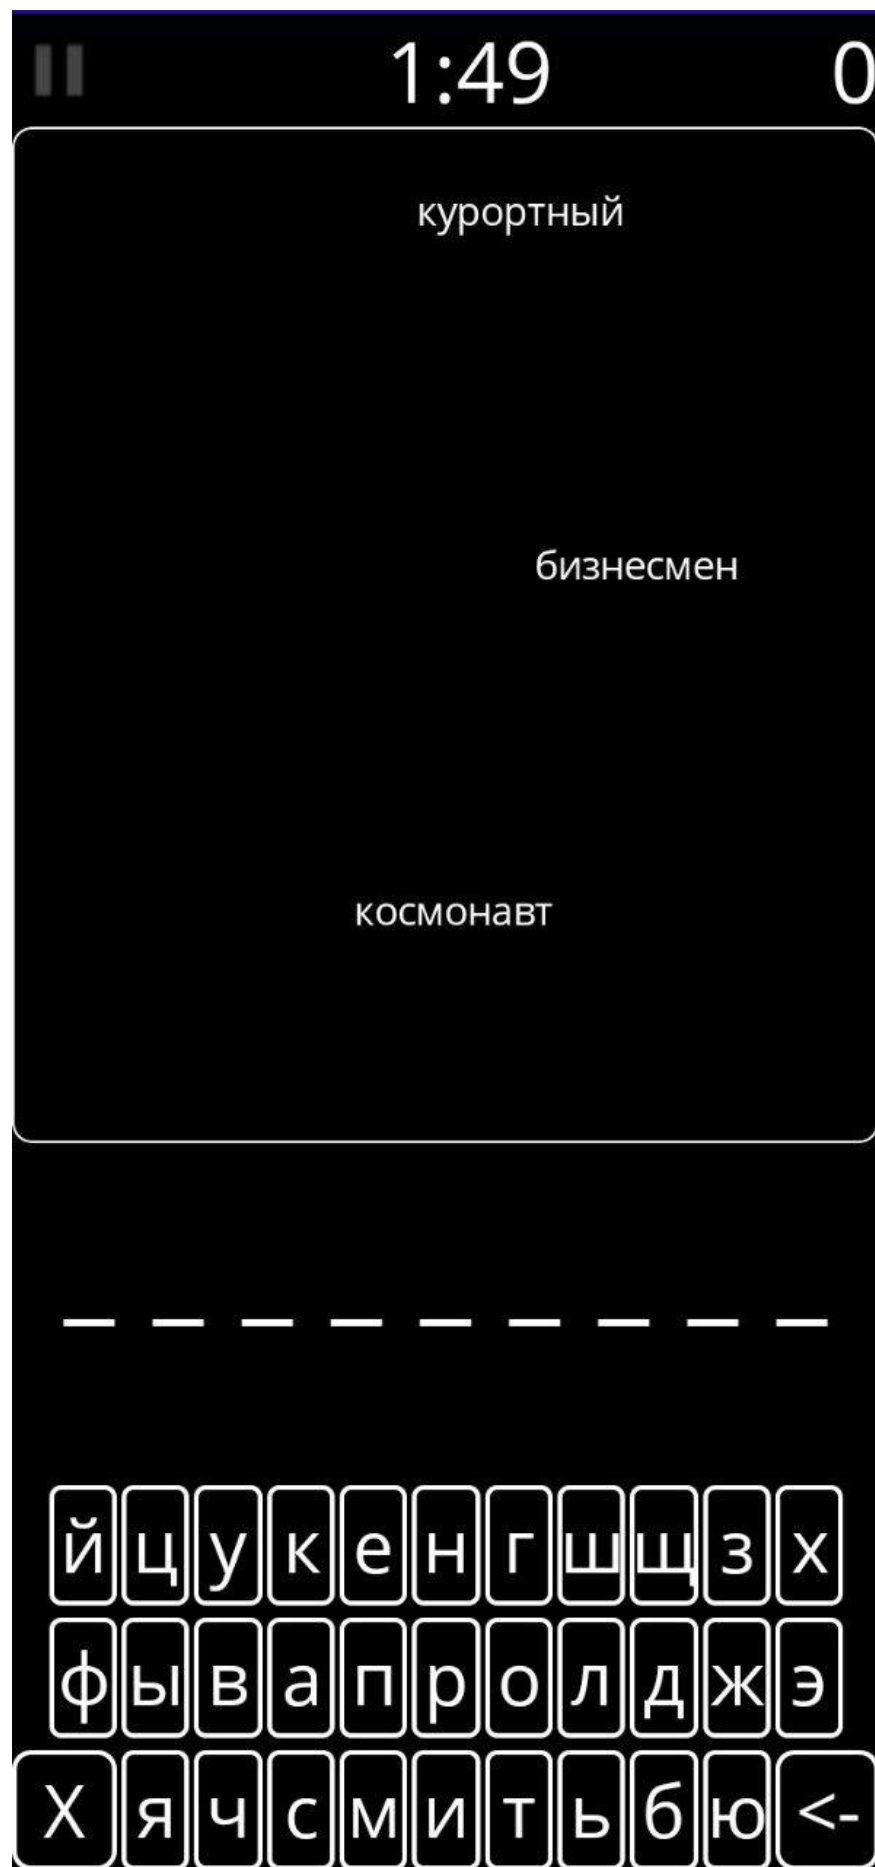 1:49 0
курортный
бизнесмен
космонавт
й ц у к е н г ш щ з х
ф ы в а п р о л д ж э
Х я ч с м и т ь б ю <-